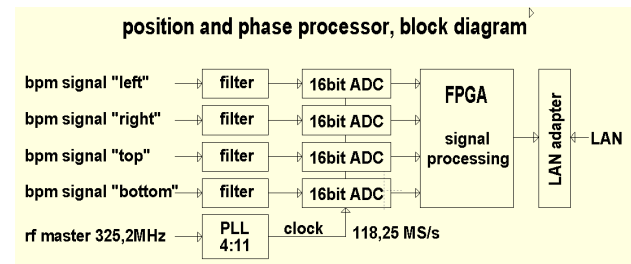 position and phase processor, block diagram
bpm signal "left"
filter
16bit ADC
bpm signal "right"
filter
16bit ADC
bpm signal "top"
filter
16bit ADC
bpm signal "bottom"
filter
16bit ADC
FPGA
signal
processing
LAN adapter
LAN
rf master 325,2MHz
PLL
4:11
clock
118,25 MS/s